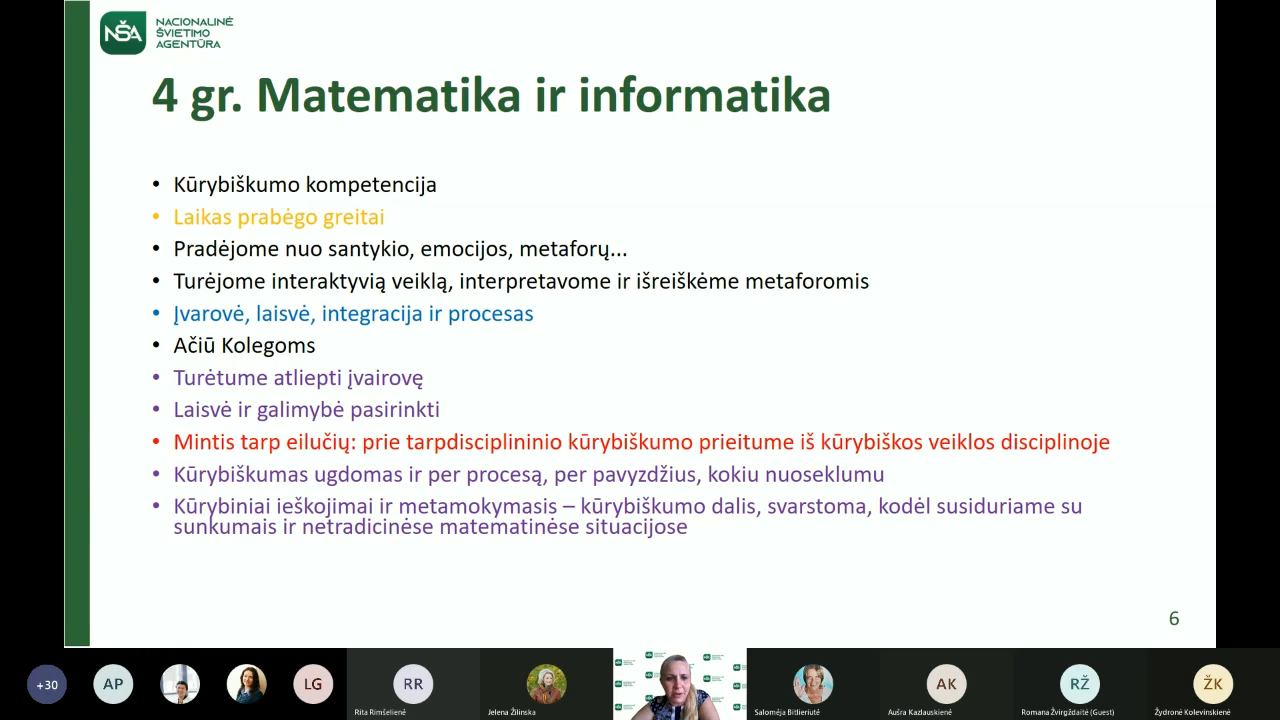 NŠA
NACIONALINĖ
ŠVIETIMO
AGENTŪRA
4 gr. Matematika ir informatika
• Kūrybiškumo kompetencija
• Laikas prabėgo greitai
• Pradėjome nuo santykio, emocijos, metaforų...
• Turėjome interaktyvią veiklą, interpretavome ir išreiškėme metaforomis
• Įvarovė, laisvė, integracija ir procesas
• Ačiū Kolegoms
• Turėtume atliepti įvairovę
• Laisvė ir galimybė pasirinkti
• Mintis tarp eilučių: prie tarpdisciplininio kūrybiškumo prieitume iš kūrybiškos veiklos disciplinoje
• Kūrybiškumas ugdomas ir per procesą, per pavyzdžius, kokiu nuoseklumu
• Kūrybiniai ieškojimai ir metamokymasis – kūrybiškumo dalis, svarstoma, kodėl susiduriame su
sunkumais ir netradicinėse matematinėse situacijose
6
+30
AP
LG
RR
AK
RŽ
ŽK
Rita Rimšelienė
Jelena Žilinska
Salomėja Bitlieriutė
Aušra Kazlauskienė
Romana Žvirgždaitė (Guest)
Žydronė Kolevinskienė